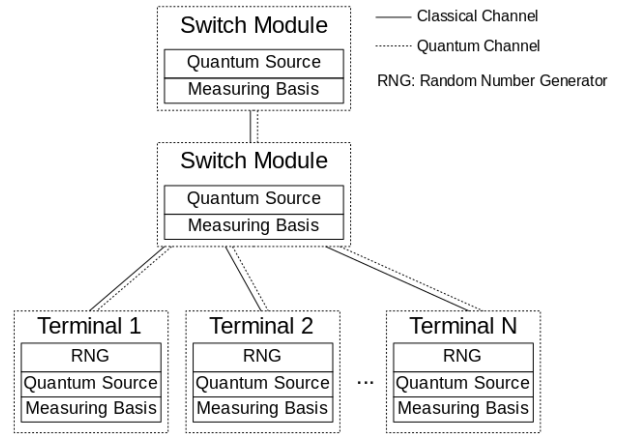 Switch Module
Quantum Source
Measuring Basis
Classical Channel
Quantum Channel
RNG: Random Number Generator
Switch Module
Quantum Source
Measuring Basis
Terminal 1
RNG
Quantum Source
Measuring Basis
Terminal 2
RNG
Quantum Source
Measuring Basis
...
Terminal N
RNG
Quantum Source
Measuring Basis